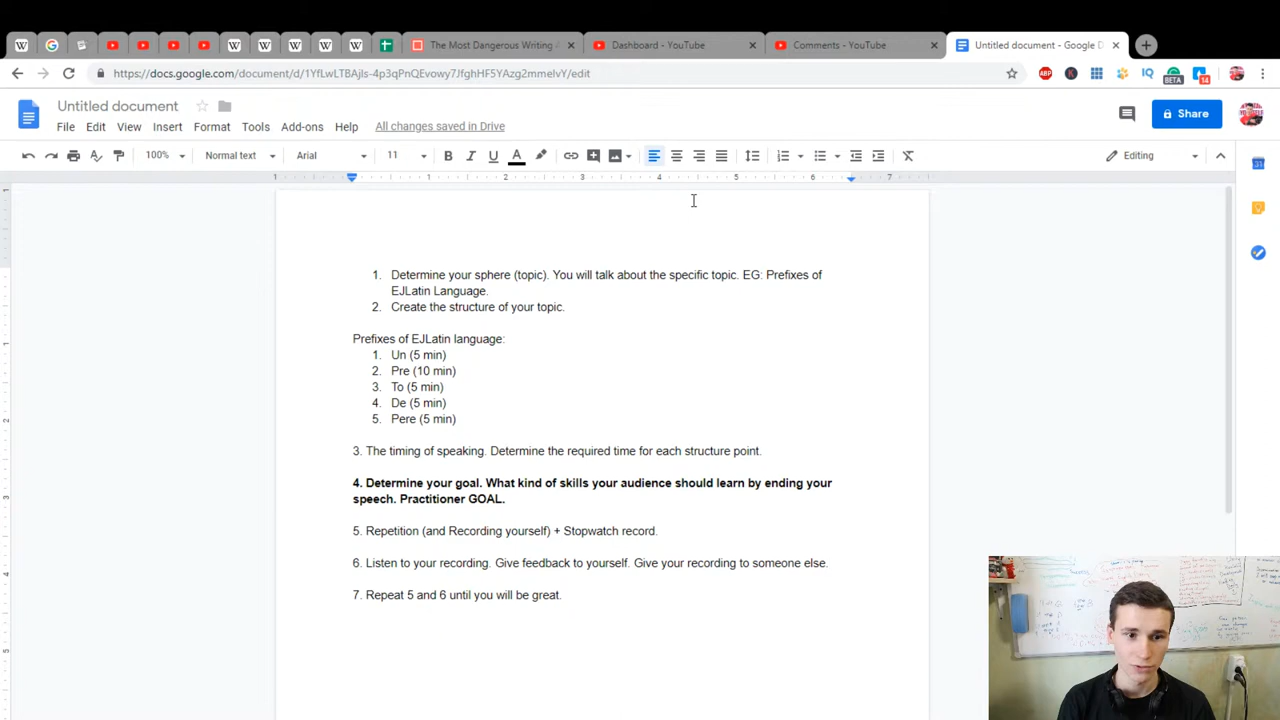 The Most Dangerous Writing
Dashboard - YouTube
Comments - YouTube
Untitled document - Google D
https://docs.google.com/document/d/1YfLwLTBAjls-4p3qPnQEvowy7JfghHF5YAzg2mmelvY/edit
Untitled document
File Edit View Insert Format Tools Add-ons Help All changes saved in Drive
Share
100% Normal text Arial 11 Editing
1 1 2 3 4 5 6 7
1. Determine your sphere (topic). You will talk about the specific topic. EG: Prefixes of
EJLatin Language.
2. Create the structure of your topic.
Prefixes of EJLatin language:
1. Un (5 min)
2. Pre (10 min)
3. To (5 min)
4. De (5 min)
5. Pere (5 min)
3. The timing of speaking. Determine the required time for each structure point.
4. Determine your goal. What kind of skills your audience should learn by ending your
speech. Practitioner GOAL.
5. Repetition (and Recording yourself) + Stopwatch record.
6. Listen to your recording. Give feedback to yourself. Give your recording to someone else.
7. Repeat 5 and 6 until you will be great.